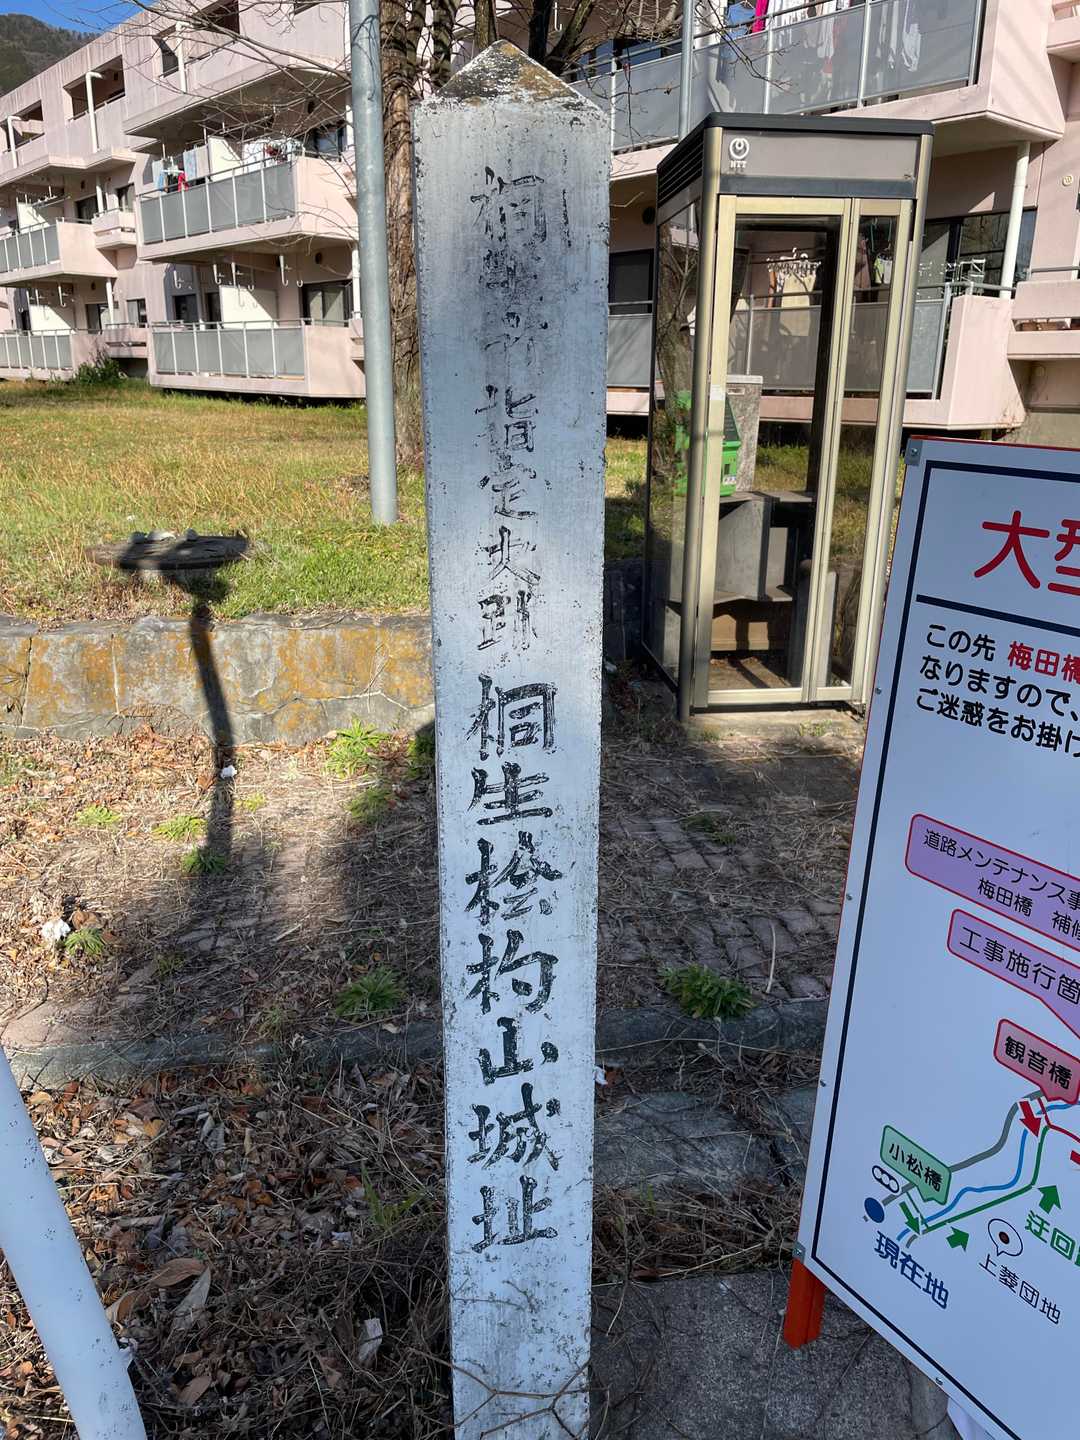 桐生市指定史跡 桐生桧杓山城址
NTT
大型
この先 梅田橋
なりますので、
ご迷惑をお掛け
道路メンテナンス事
梅田橋 補修
工事施行箇
観音橋
小松橋
迂回
現在地
上菱団地